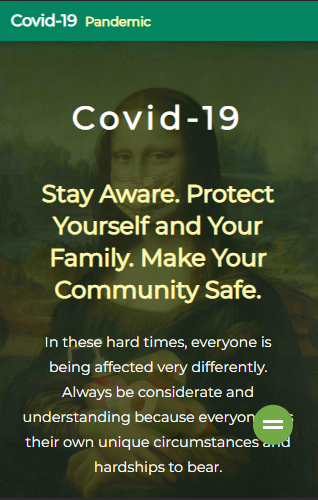 Covid-19 Pandemic
Covid-19
Stay Aware. Protect
Yourself and Your
Family. Make Your
Community Safe.
In these hard times, everyone is
being affected very differently.
Always be considerate and
understanding because everyone
their own unique circumstances and
hardships to bear.